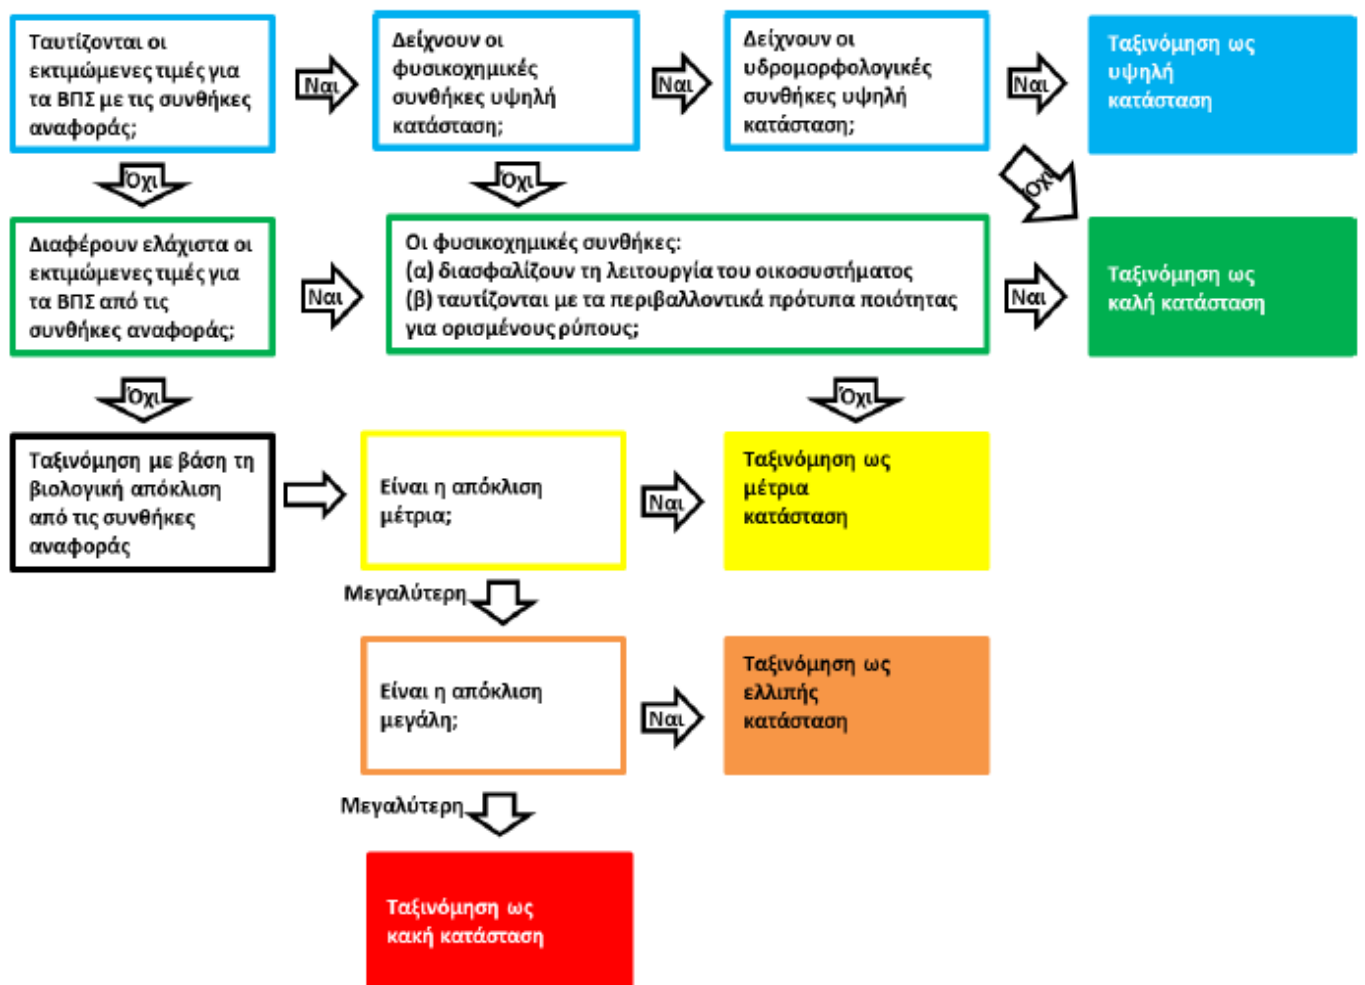 Ταυτίζονται οι
εκτιμώμενες τιμές για
τα ΒΠΣ με τις συνθήκες
αναφοράς;
Ναι
Δείχνουν οι
φυσικοχημικές
συνθήκες υψηλή
κατάσταση;
Ναι
Δείχνουν οι
υδρομορφολογικές
συνθήκες υψηλή
κατάσταση;
Ναι
Ταξινόμηση ως
υψηλή
κατάσταση
Όχι
Όχι
Όχι
Διαφέρουν ελάχιστα οι
εκτιμώμενες τιμές για
τα ΒΠΣ από τις
συνθήκες αναφοράς;
Ναι
Οι φυσικοχημικές συνθήκες:
(α) διασφαλίζουν τη λειτουργία του οικοσυστήματος
(β) ταυτίζονται με τα περιβαλλοντικά πρότυπα ποιότητας
για ορισμένους ρύπους;
Ναι
Ταξινόμηση ως
καλή κατάσταση
Όχι
Όχι
Ταξινόμηση με βάση τη
βιολογική απόκλιση
από τις συνθήκες
αναφοράς
Είναι η απόκλιση
μέτρια;
Ναι
Ταξινόμηση ως
μέτρια
κατάσταση
Μεγαλύτερη
Είναι η απόκλιση
μεγάλη;
Ναι
Ταξινόμηση ως
ελλιπής
κατάσταση
Μεγαλύτερη
Ταξινόμηση ως
κακή κατάσταση